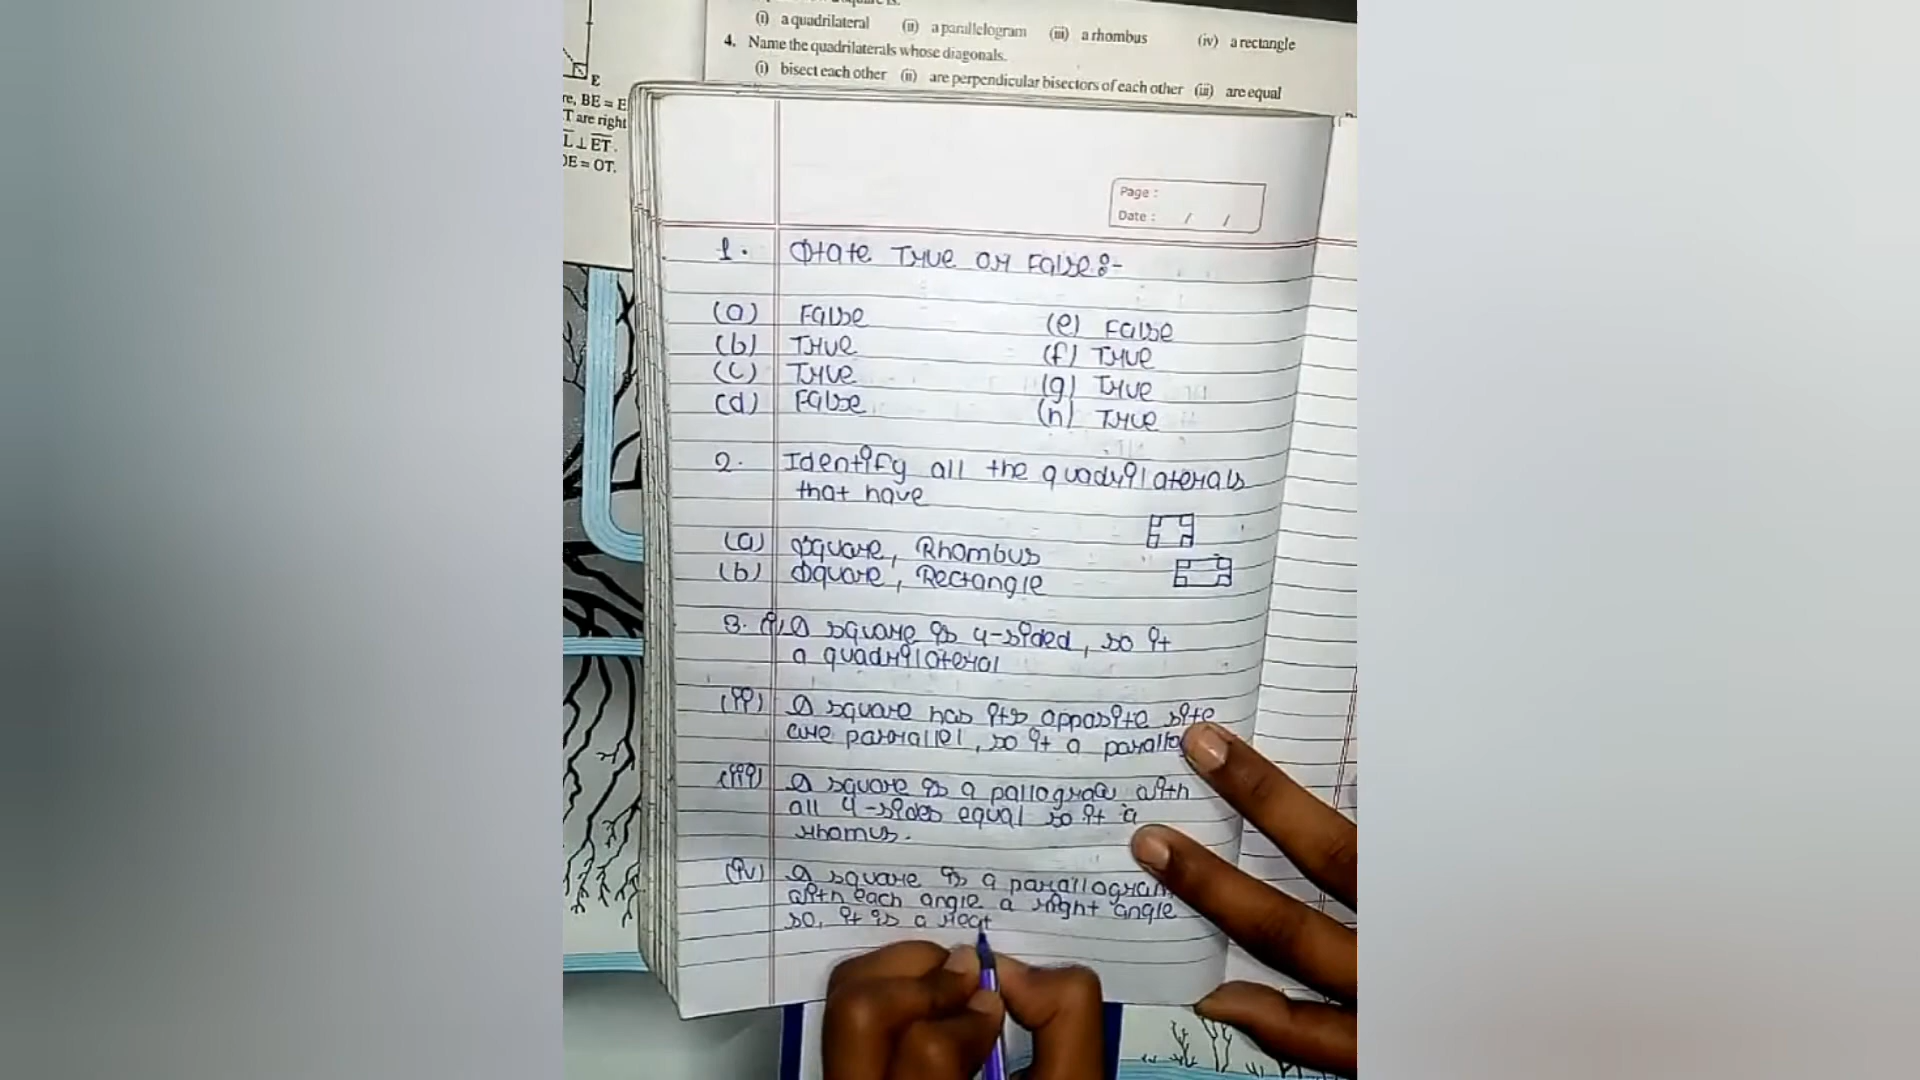 (i) a quadrilateral (ii) a parallelogram (iii) a rhombus (iv) a rectangle
4. Name the quadrilaterals whose diagonals.
(i) bisect each other (ii) are perpendicular bisectors of each other (iii) are equal
E
re, BE = E
T are right
L ⊥ ET.
OE = OT.
Page :
Date : / /
1. State True or False:-
(a) False (e) False
(b) True (f) True
(c) True (g) True
(d) False (h) True
2. Identify all the quadrilaterals
that have
(a) Square, Rhombus
(b) Square, Rectangle
3. (i) A square is 4-sided, so it
a quadrilateral
(ii) A square has its apposite site
are parrallel, so it a parallog
(iii) A square is a pallogram with
all 4-sides equal so it a
rhomus.
(iv) A square is a parallogram
with each angle a right angle
so, it is a rect